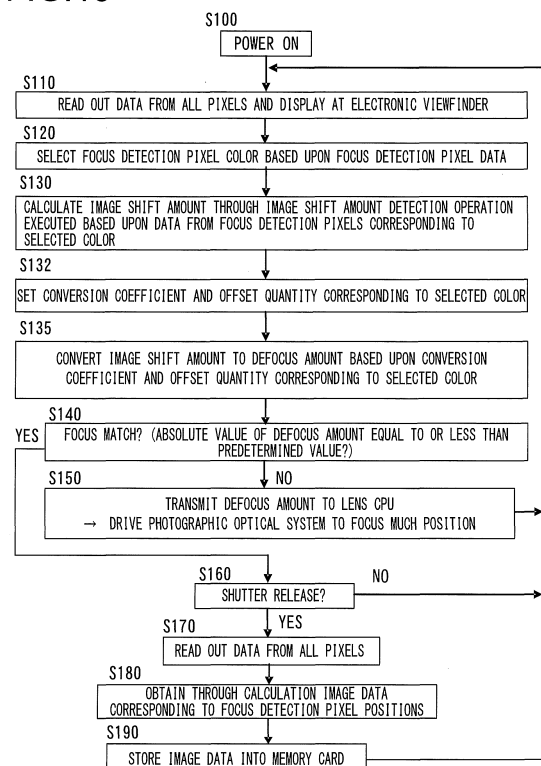 S100
POWER ON
S110
READ OUT DATA FROM ALL PIXELS AND DISPLAY AT ELECTRONIC VIEWFINDER
S120
SELECT FOCUS DETECTION PIXEL COLOR BASED UPON FOCUS DETECTION PIXEL DATA
S130
CALCULATE IMAGE SHIFT AMOUNT THROUGH IMAGE SHIFT AMOUNT DETECTION OPERATION
EXECUTED BASED UPON DATA FROM FOCUS DETECTION PIXELS CORRESPONDING TO
SELECTED COLOR
S132
SET CONVERSION COEFFICIENT AND OFFSET QUANTITY CORRESPONDING TO SELECTED COLOR
S135
CONVERT IMAGE SHIFT AMOUNT TO DEFOCUS AMOUNT BASED UPON CONVERSION
COEFFICIENT AND OFFSET QUANTITY CORRESPONDING TO SELECTED COLOR
S140
YES
FOCUS MATCH? (ABSOLUTE VALUE OF DEFOCUS AMOUNT EQUAL TO OR LESS THAN
PREDETERMINED VALUE?)
S150
NO
TRANSMIT DEFOCUS AMOUNT TO LENS CPU
→ DRIVE PHOTOGRAPHIC OPTICAL SYSTEM TO FOCUS MUCH POSITION
S160
NO
SHUTTER RELEASE?
YES
S170
READ OUT DATA FROM ALL PIXELS
S180
OBTAIN THROUGH CALCULATION IMAGE DATA
CORRESPONDING TO FOCUS DETECTION PIXEL POSITIONS
S190
STORE IMAGE DATA INTO MEMORY CARD